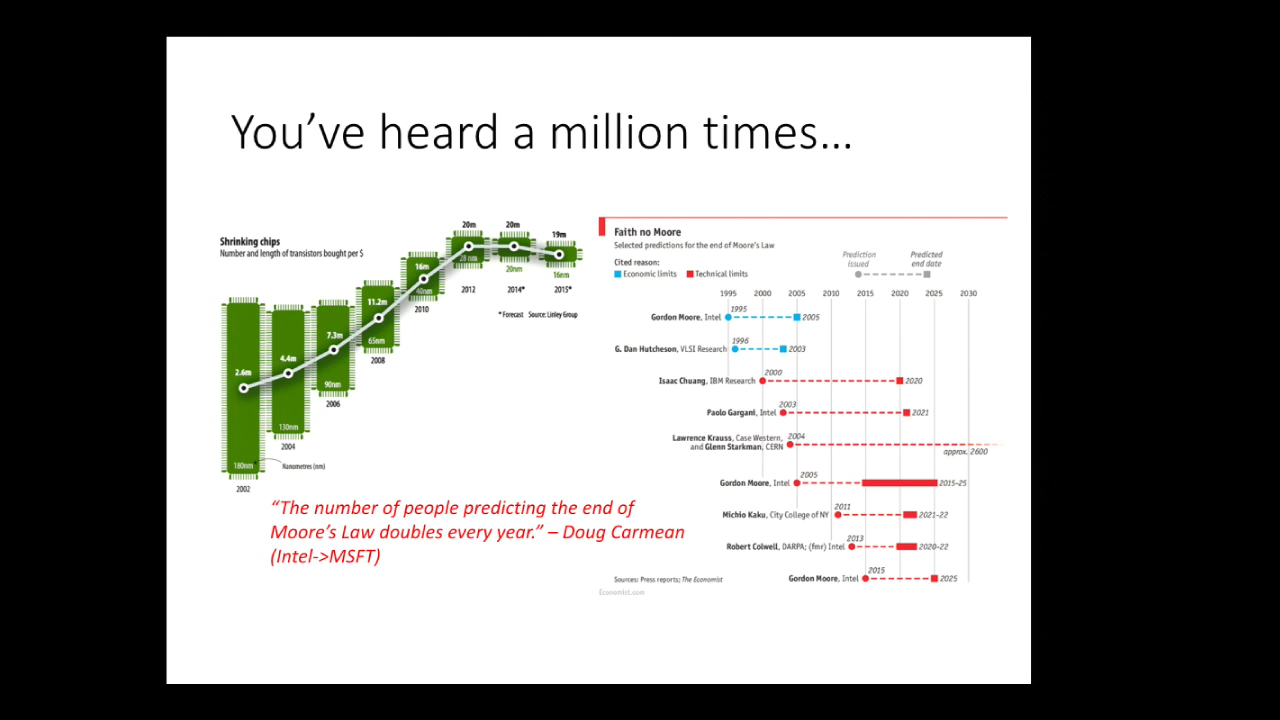 You’ve heard a million times…
Shrinking chips
Number and length of transistors bought per $
2.6m
180nm
2002
4.4m
130nm
2004
Nanometres (nm)
7.3m
90nm
2006
11.2m
65nm
2008
16m
40nm
2010
20m
28 nm
2012
20m
20nm
2014*
19m
16nm
2015*
* Forecast Source: Linley Group
“The number of people predicting the end of
Moore’s Law doubles every year.” – Doug Carmean
(Intel->MSFT)
Faith no Moore
Selected predictions for the end of Moore's Law
Cited reason:
Economic limits Technical limits
Prediction
issued
Predicted
end date
1995 2000 2005 2010 2015 2020 2025 2030
Gordon Moore, Intel 1995 2005
G. Dan Hutcheson, VLSI Research 1996 2003
Isaac Chuang, IBM Research 2000 2020
Paolo Gargani, Intel 2003 2021
Lawrence Krauss, Case Western, 2004
and Glenn Starkman, CERN approx. 2600
Gordon Moore, Intel 2005 2015-25
Michio Kaku, City College of NY 2011 2021-22
Robert Colwell, DARPA; (fmr) Intel 2013 2020-22
Gordon Moore, Intel 2015 2025
Sources: Press reports; The Economist
Economist.com